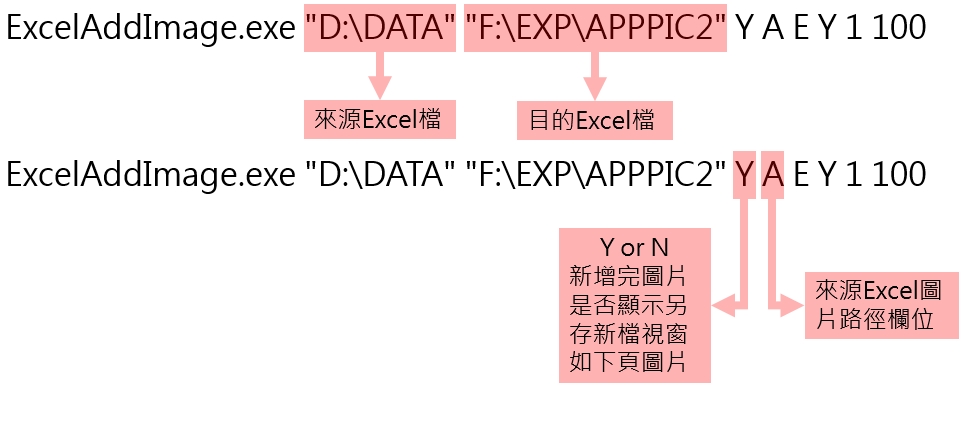 ExcelAddImage.exe "D:\DATA" "F:\EXP\APPPIC2" Y A E Y 1 100
來源Excel檔
目的Excel檔
ExcelAddImage.exe "D:\DATA" "F:\EXP\APPPIC2" Y A E Y 1 100
Y or N
新增完圖片
是否顯示另
存新檔視窗
如下頁圖片
來源Excel圖
片路徑欄位